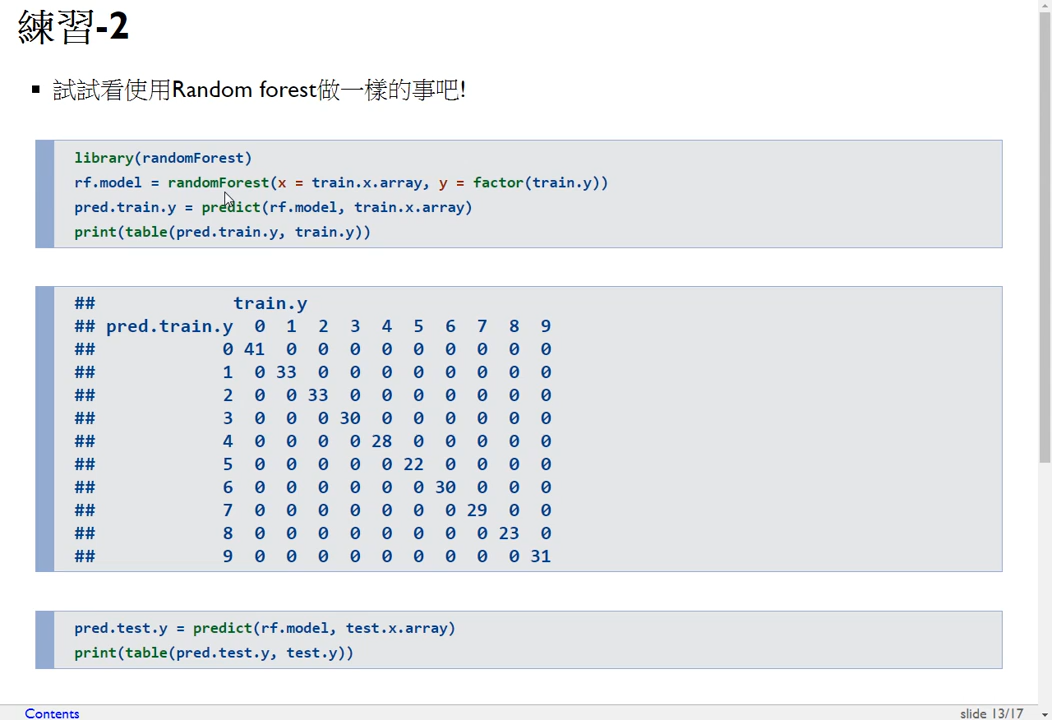 練習-2
▪ 試試看使用Random forest做一樣的事吧!
library(randomForest)
rf.model = randomForest(x = train.x.array, y = factor(train.y))
pred.train.y = predict(rf.model, train.x.array)
print(table(pred.train.y, train.y))
## train.y
## pred.train.y 0 1 2 3 4 5 6 7 8 9
## 0 41 0 0 0 0 0 0 0 0 0
## 1 0 33 0 0 0 0 0 0 0 0
## 2 0 0 33 0 0 0 0 0 0 0
## 3 0 0 0 30 0 0 0 0 0 0
## 4 0 0 0 0 28 0 0 0 0 0
## 5 0 0 0 0 0 22 0 0 0 0
## 6 0 0 0 0 0 0 30 0 0 0
## 7 0 0 0 0 0 0 0 29 0 0
## 8 0 0 0 0 0 0 0 0 23 0
## 9 0 0 0 0 0 0 0 0 0 31
pred.test.y = predict(rf.model, test.x.array)
print(table(pred.test.y, test.y))
Contents
slide 13/17